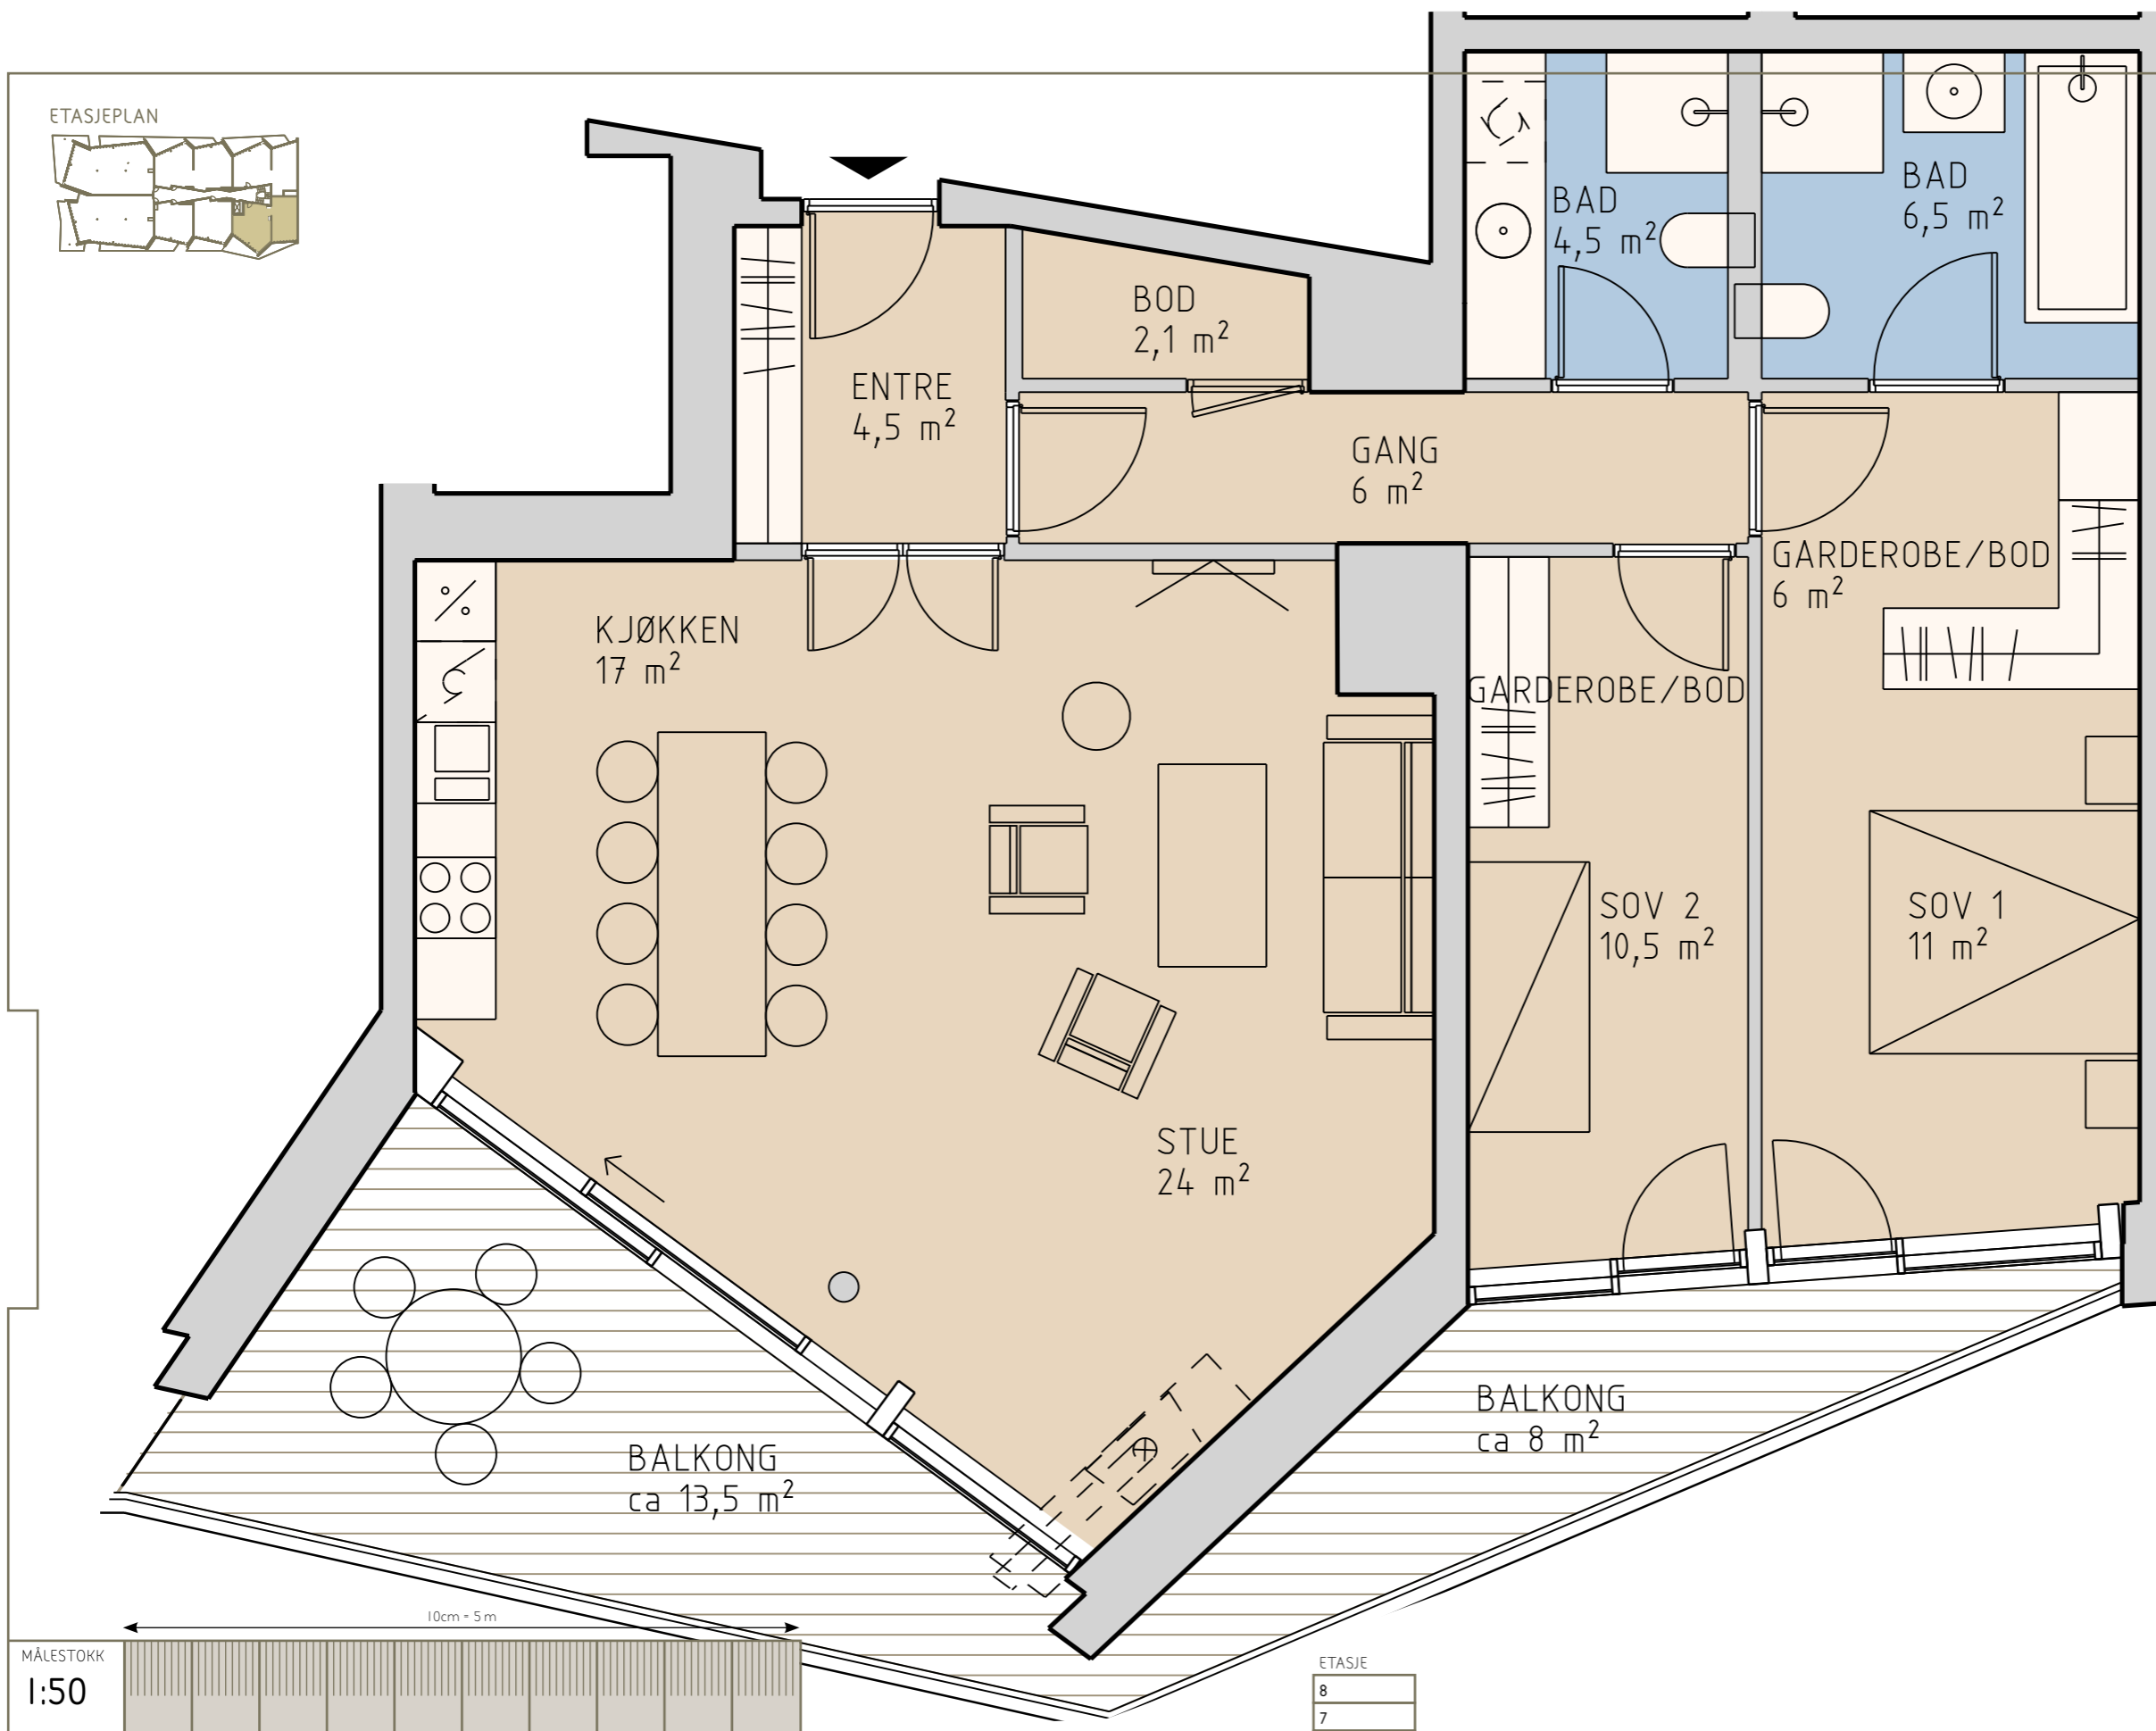 ETASJEPLAN
BAD
4,5 m²
BAD
6,5 m²
BOD
2,1 m²
ENTRE
4,5 m²
GANG
6 m²
GARDEROBE/BOD
6 m²
KJØKKEN
17 m²
GARDEROBE/BOD
SOV 2
10,5 m²
SOV 1
11 m²
STUE
24 m²
BALKONG
ca 8 m²
BALKONG
ca 13,5 m²
10cm = 5 m
MÅLESTOKK
1:50
ETASJE
8
7